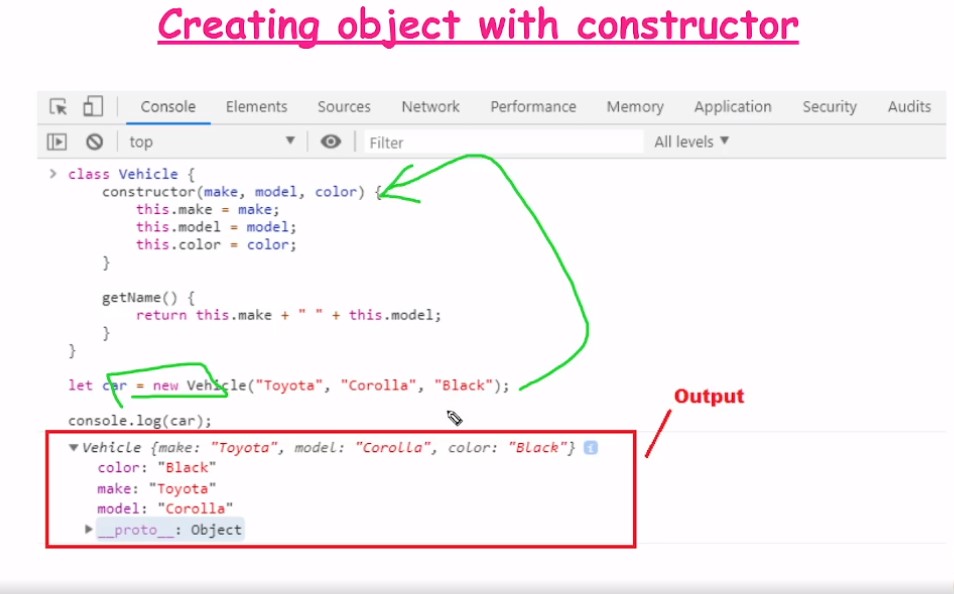 Creating object with constructor
Console Elements Sources Network Performance Memory Application Security Audits
top Filter All levels
class Vehicle {
constructor(make, model, color) {
this.make = make;
this.model = model;
this.color = color;
}
getName() {
return this.make + " " + this.model;
}
}
let car = new Vehicle("Toyota", "Corolla", "Black");
console.log(car);
Output
Vehicle {make: "Toyota", model: "Corolla", color: "Black"} i
color: "Black"
make: "Toyota"
model: "Corolla"
__proto__: Object